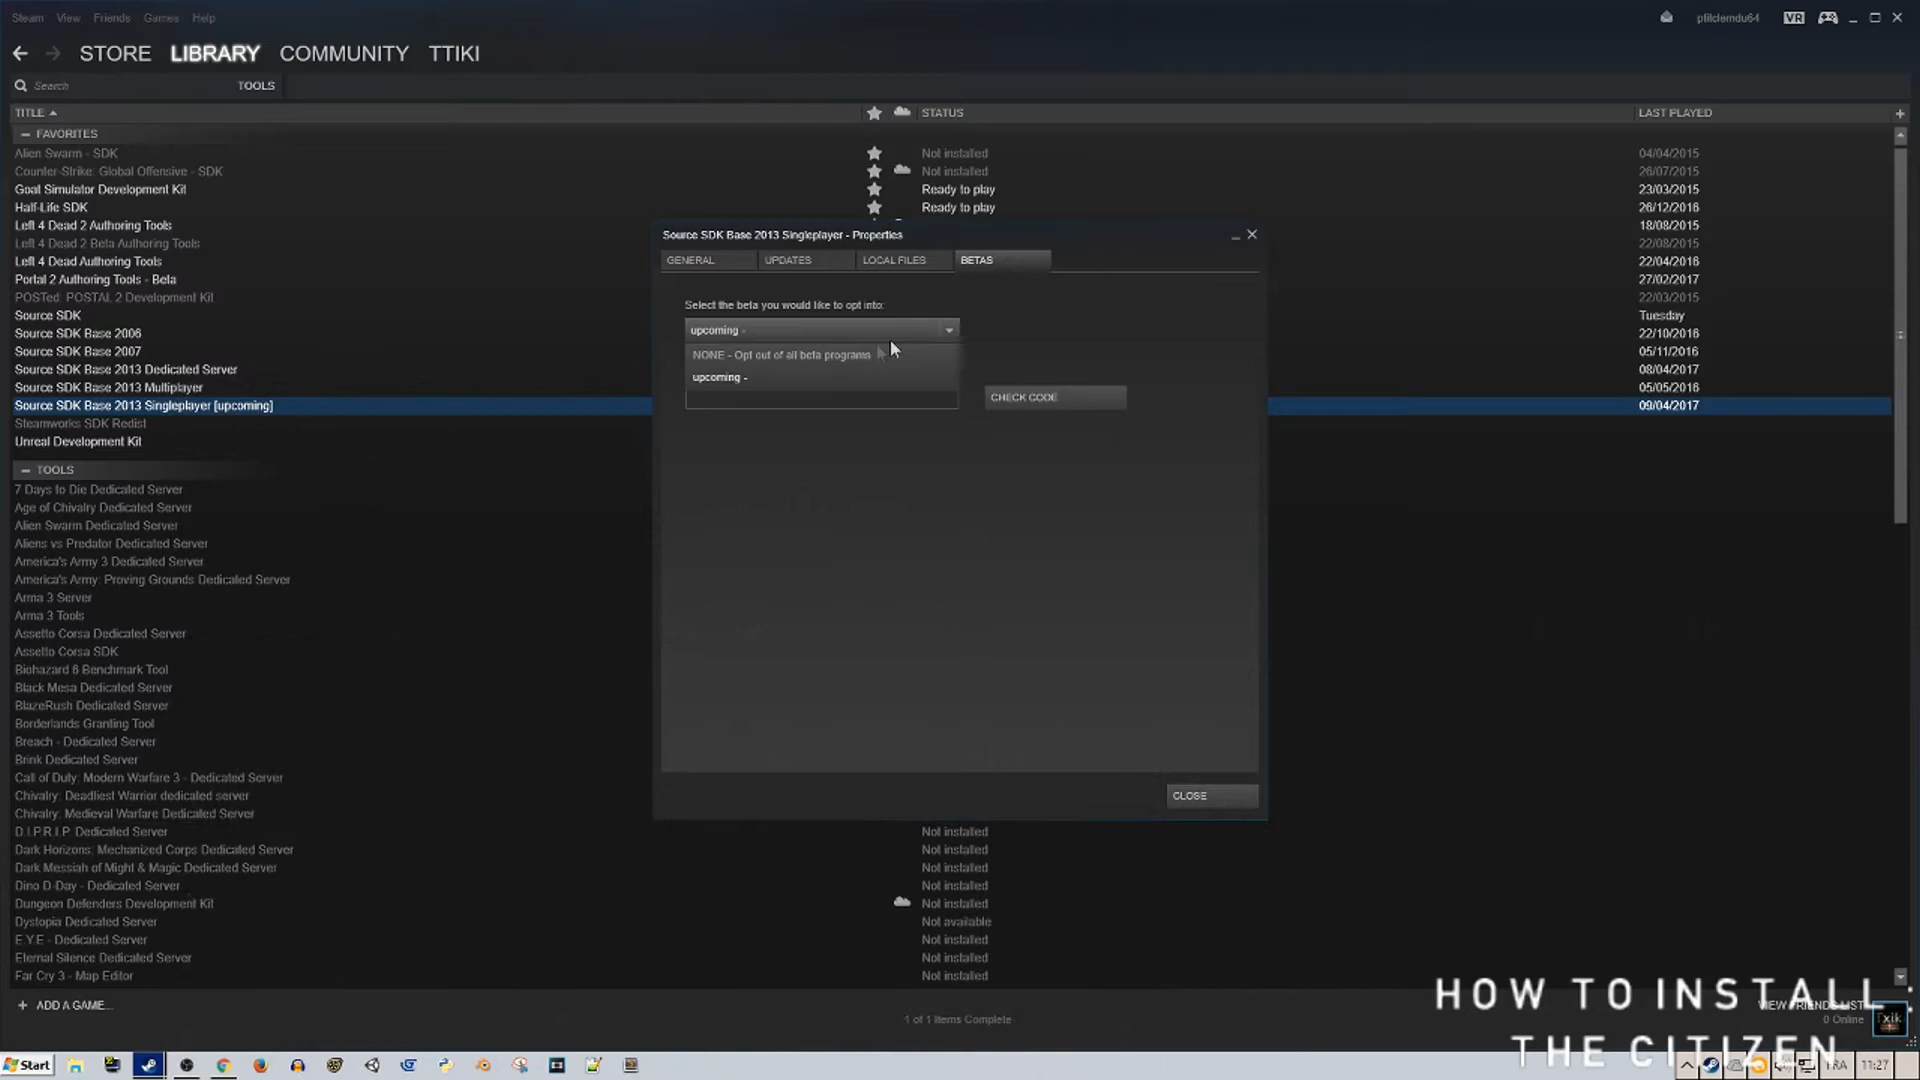 Steam View Friends Games Help
ptilclemdu64 VR
STORE LIBRARY COMMUNITY TTIKI
Search TOOLS
TITLE STATUS LAST PLAYED
FAVORITES
Alien Swarm - SDK Not installed 04/04/2015
Counter-Strike: Global Offensive - SDK Not installed 26/07/2015
Goat Simulator Development Kit Ready to play 23/03/2015
Half-Life SDK Ready to play 26/12/2016
Left 4 Dead 2 Authoring Tools 18/08/2015
Left 4 Dead 2 Beta Authoring Tools 22/08/2015
Left 4 Dead Authoring Tools 22/04/2016
Portal 2 Authoring Tools - Beta 27/02/2017
POSTed: POSTAL 2 Development Kit 22/03/2015
Source SDK Tuesday
Source SDK Base 2006 22/10/2016
Source SDK Base 2007 05/11/2016
Source SDK Base 2013 Dedicated Server 08/04/2017
Source SDK Base 2013 Multiplayer 05/05/2016
Source SDK Base 2013 Singleplayer [upcoming] 09/04/2017
Steamworks SDK Redist
Unreal Development Kit
TOOLS
7 Days to Die Dedicated Server
Age of Chivalry Dedicated Server
Alien Swarm Dedicated Server
Aliens vs Predator Dedicated Server
America's Army 3 Dedicated Server
America's Army: Proving Grounds Dedicated Server
Arma 3 Server
Arma 3 Tools
Assetto Corsa Dedicated Server
Assetto Corsa SDK
Biohazard 6 Benchmark Tool
Black Mesa Dedicated Server
BlazeRush Dedicated Server
Borderlands Granting Tool
Breach - Dedicated Server
Brink Dedicated Server
Call of Duty: Modern Warfare 3 - Dedicated Server
Chivalry: Deadliest Warrior dedicated server
Chivalry: Medieval Warfare Dedicated Server
D.I.P.R.I.P. Dedicated Server Not installed
Dark Horizons: Mechanized Corps Dedicated Server Not installed
Dark Messiah of Might & Magic Dedicated Server Not installed
Dino D-Day - Dedicated Server Not installed
Dungeon Defenders Development Kit Not installed
Dystopia Dedicated Server Not available
E.Y.E - Dedicated Server Not installed
Eternal Silence Dedicated Server Not installed
Far Cry 3 - Map Editor Not installed
Source SDK Base 2013 Singleplayer - Properties
GENERAL UPDATES LOCAL FILES BETAS
Select the beta you would like to opt into:
upcoming -
NONE - Opt out of all beta programs
upcoming -
CHECK CODE
CLOSE
ADD A GAME...
1 of 1 Items Complete
VIEW FRIENDS LIST
0 Online
HOW TO INSTALL :
THE CITIZEN
Start FRA 11:27